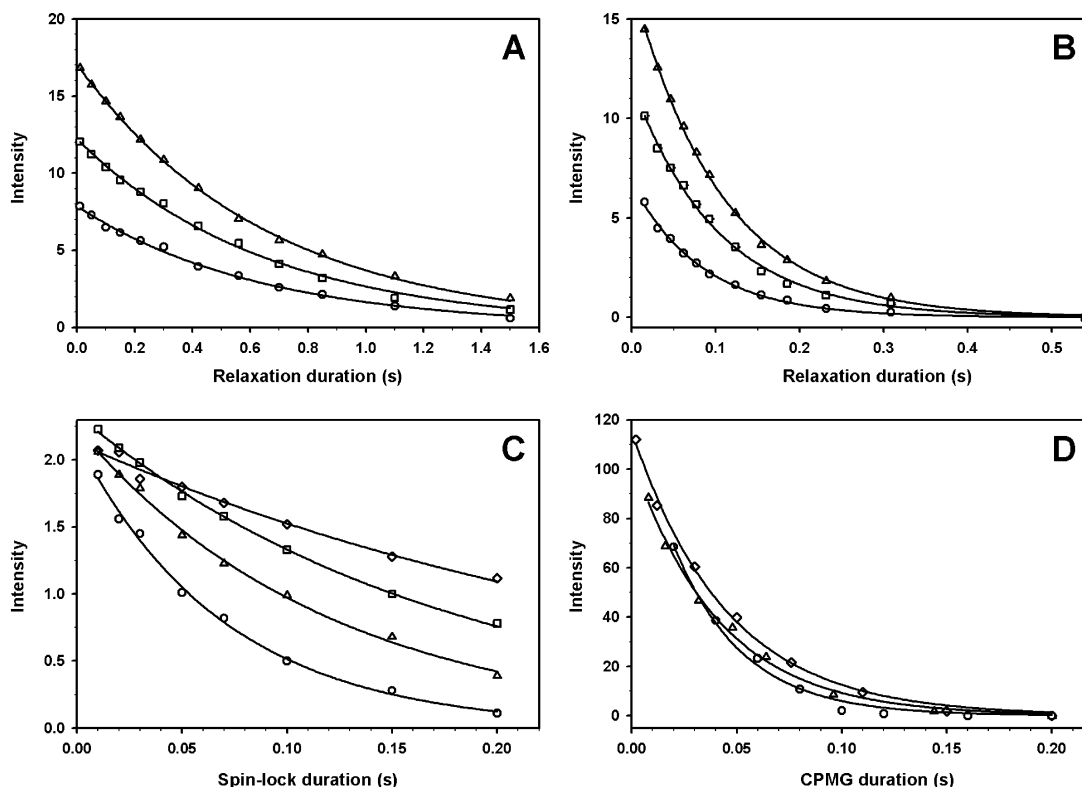 A
Intensity
20
15
10
5
0
0.0 0.2 0.4 0.6 0.8 1.0 1.2 1.4 1.6
Relaxation duration (s)
B
Intensity
15
10
5
0
0.0 0.1 0.2 0.3 0.4 0.5
Relaxation duration (s)
C
Intensity
2.0
1.5
1.0
0.5
0.0
0.00 0.05 0.10 0.15 0.20
Spin-lock duration (s)
D
Intensity
120
100
80
60
40
20
0
0.00 0.05 0.10 0.15 0.20
CPMG duration (s)